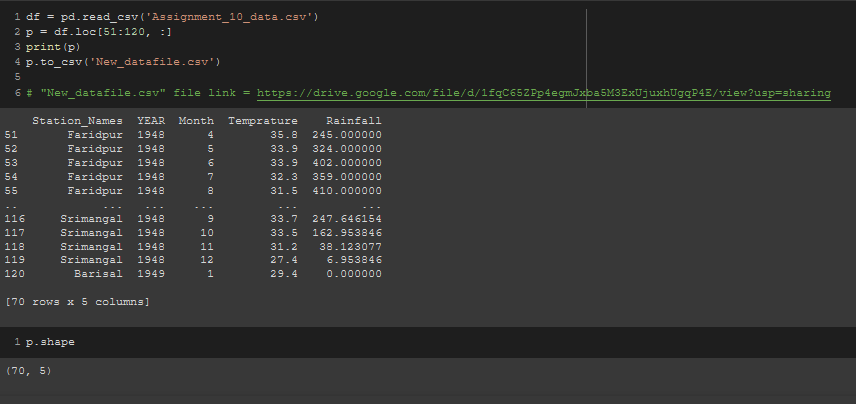 1 df = pd.read_csv('Assignment_10_data.csv')
2 p = df.loc[51:120, :]
3 print(p)
4 p.to_csv('New_datafile.csv')
5
6 # "New_datafile.csv" file link = https://drive.google.com/file/d/1fqC65ZPp4egmJxba5M3ExUjuxhUgqP4E/view?usp=sharing
Station_Names YEAR Month Temprature Rainfall
51 Faridpur 1948 4 35.8 245.000000
52 Faridpur 1948 5 33.9 324.000000
53 Faridpur 1948 6 33.9 402.000000
54 Faridpur 1948 7 32.3 359.000000
55 Faridpur 1948 8 31.5 410.000000
.. ... ... ... ... ...
116 Srimangal 1948 9 33.7 247.646154
117 Srimangal 1948 10 33.5 162.953846
118 Srimangal 1948 11 31.2 38.123077
119 Srimangal 1948 12 27.4 6.953846
120 Barisal 1949 1 29.4 0.000000
[70 rows x 5 columns]
1 p.shape
(70, 5)